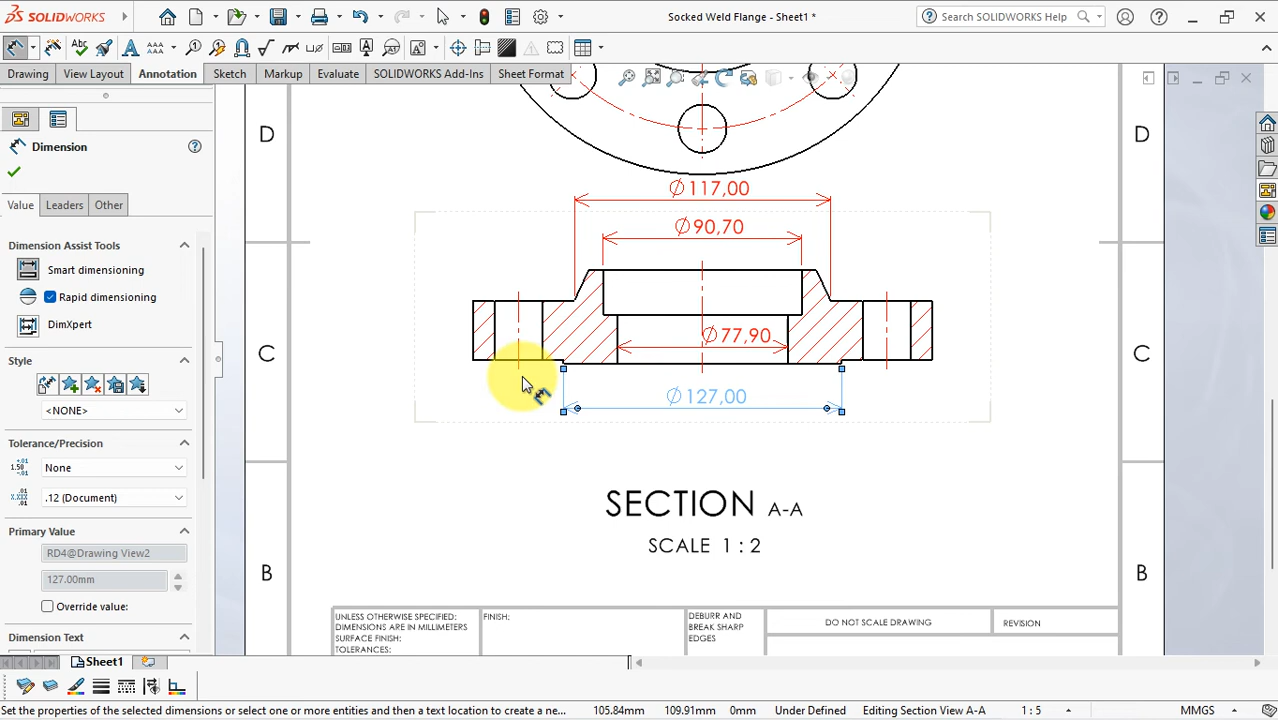 SOLIDWORKS
Socked Weld Flange - Sheet1 *
Search SOLIDWORKS Help
Drawing
View Layout
Annotation
Sketch
Markup
Evaluate
SOLIDWORKS Add-Ins
Sheet Format
Dimension
Value
Leaders
Other
Dimension Assist Tools
Smart dimensioning
Rapid dimensioning
DimXpert
Style
<NONE>
Tolerance/Precision
None
.12 (Document)
Primary Value
RD4@Drawing View2
127.00mm
Override value:
Dimension Text
D
D
C
C
B
B
∅117,00
∅90,70
∅77,90
∅127,00
SECTION A-A
SCALE 1 : 2
UNLESS OTHERWISE SPECIFIED:
DIMENSIONS ARE IN MILLIMETERS
SURFACE FINISH:
TOLERANCES:
FINISH:
DEBURR AND
BREAK SHARP
EDGES
DO NOT SCALE DRAWING
REVISION
Sheet1
Set the properties of the selected dimensions or select one or more entities and then a text location to create a ne...
105.84mm
109.91mm
0mm
Under Defined
Editing Section View A-A
1 : 5
MMGS